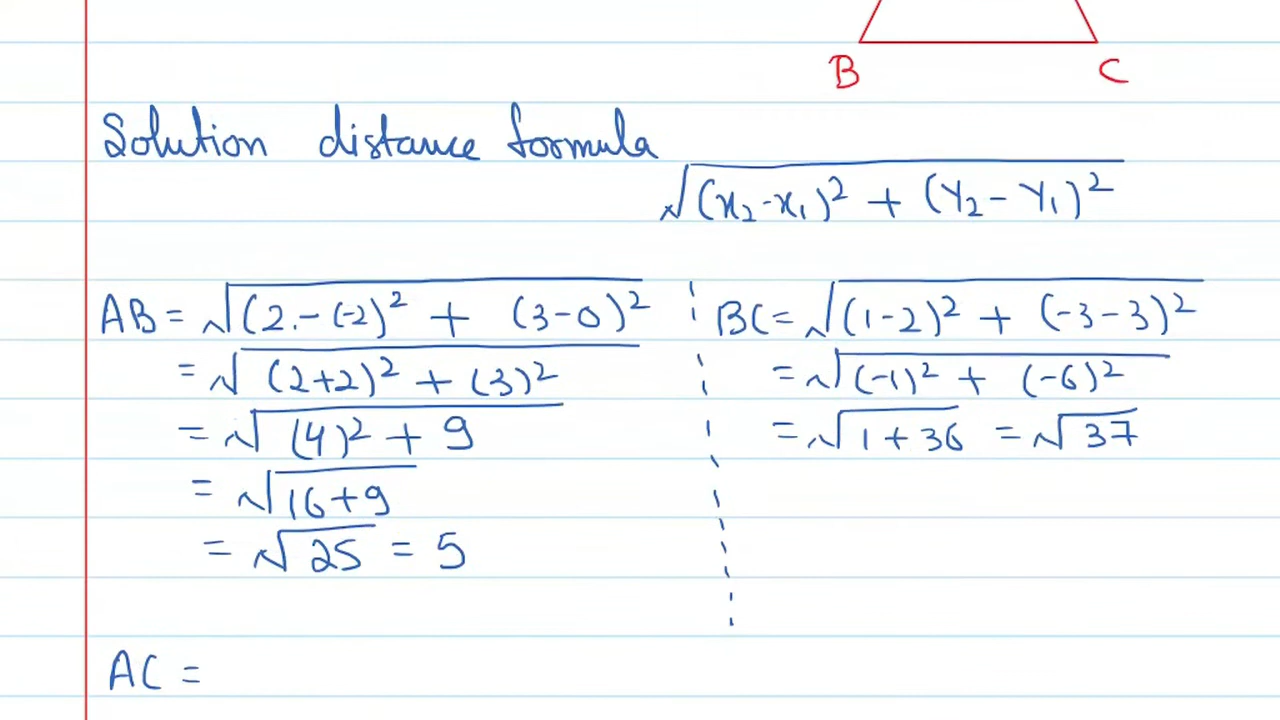 B C
Solution distance formula
√(x₂-x₁)² + (Y₂-Y₁)²
AB = √(2.-(-2)² + (3-0)²
= √(2+2)² + (3)²
= √(4)² + 9
= √16+9
= √25 = 5
BC = √(1-2)² + (-3-3)²
= √(-1)² + (-6)²
= √1+36 = √37
AC =